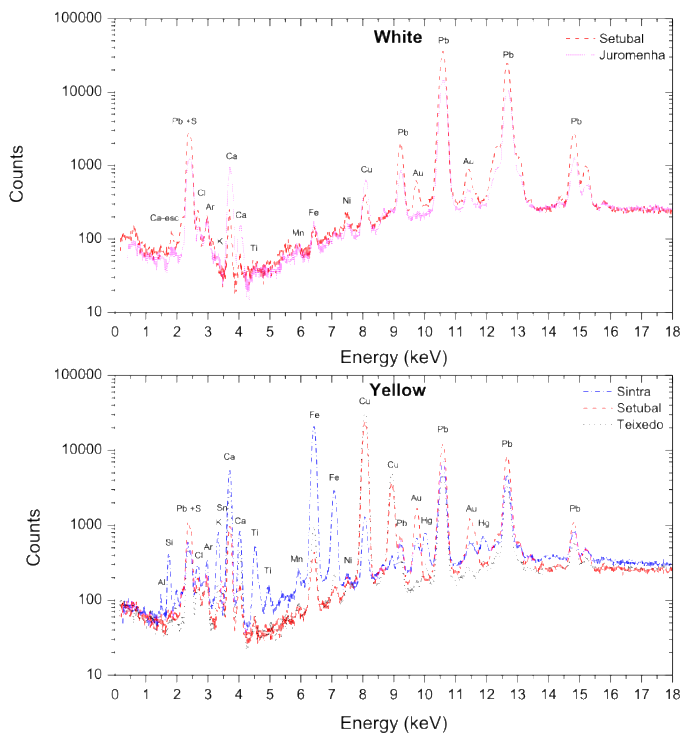 White
Setubal
Juromenha
100000
10000
1000
100
10
Counts
Pb +S
Ca-esc
Cl
Ar
K
Ca
Ca
Ti
Mn
Fe
Ni
Cu
Pb
Au
Pb
Au
Pb
Pb
0 1 2 3 4 5 6 7 8 9 10 11 12 13 14 15 16 17 18
Energy (keV)
Yellow
Sintra
Setubal
Teixedo
100000
10000
1000
100
10
Counts
Al
Si
Pb +S
Cl
Ar
K
Sn
Ca
Ca
Ti
Ti
Mn
Fe
Fe
Ni
Cu
Cu
Pb
Au
Hg
Pb
Au
Hg
Pb
Pb
0 1 2 3 4 5 6 7 8 9 10 11 12 13 14 15 16 17 18
Energy (keV)